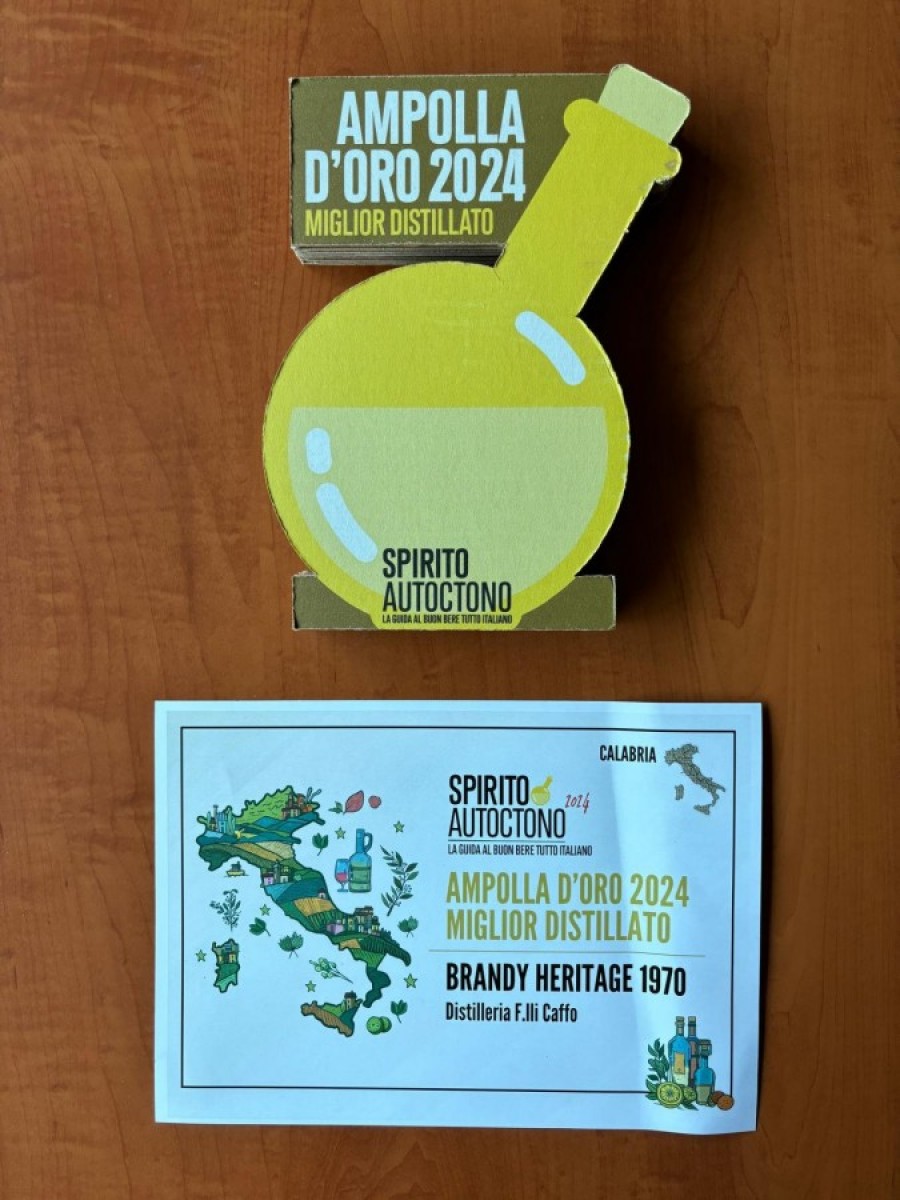 AMPOLLA
D'ORO 2024
MIGLIOR DISTILLATO
SPIRITO
AUTOCTONO
LA GUIDA AL BUON BERE TUTTO ITALIANO
CALABRIA
SPIRITO
2024
AUTOCTONO
LA GUIDA AL BUON BERE TUTTO ITALIANO
AMPOLLA D'ORO 2024
MIGLIOR DISTILLATO
BRANDY HERITAGE 1970
Distilleria F.lli Caffo